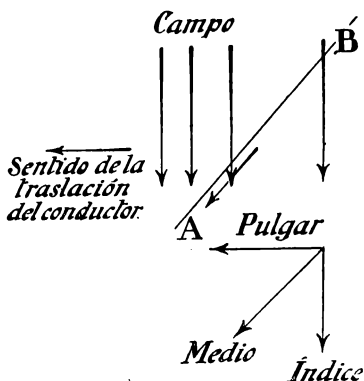 Campo
B
Sentido de la
traslación
del conductor.
A
Pulgar
Medio
Índice